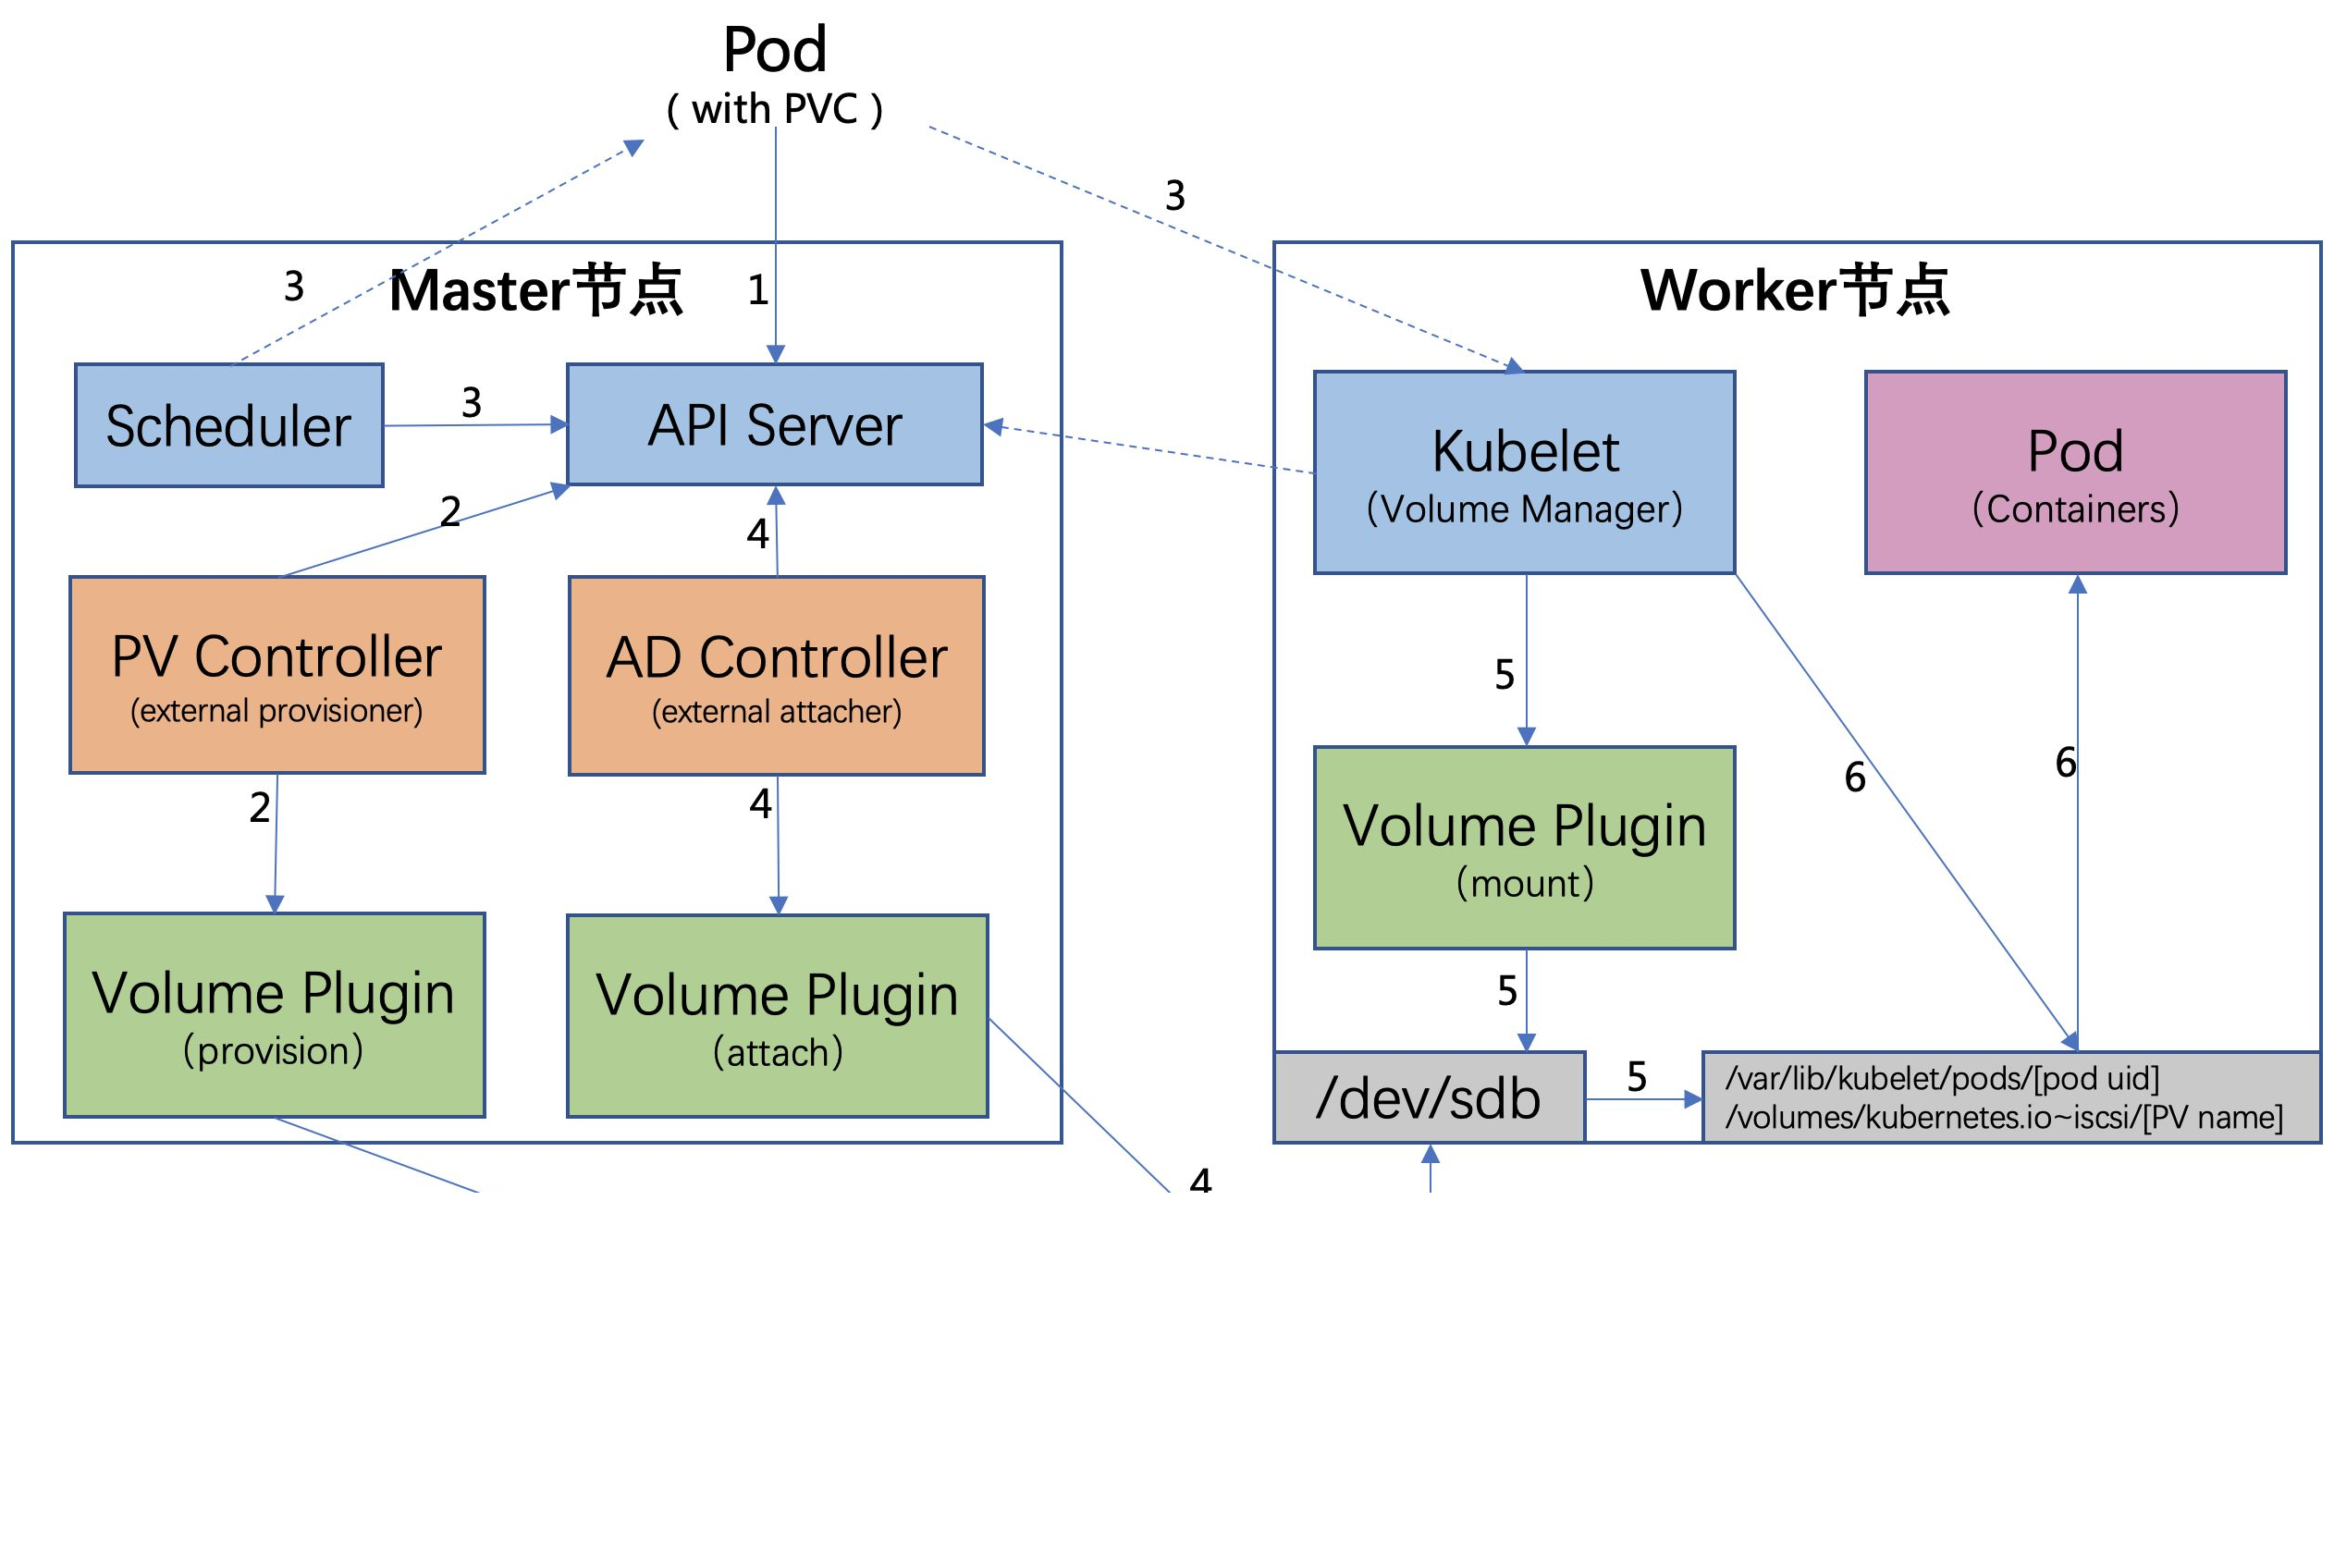 Pod
( with PVC )
3
3
Master节点
1
Worker节点
Scheduler
3
API Server
Kubelet
(Volume Manager)
Pod
(Containers)
2
4
PV Controller
(external provisioner)
AD Controller
(external attacher)
5
6
6
2
4
Volume Plugin
(mount)
Volume Plugin
(provision)
Volume Plugin
(attach)
5
/dev/sdb
5
/var/lib/kubelet/pods/[pod uid]
/volumes/kubernetes.io~iscsi/[PV name]
4